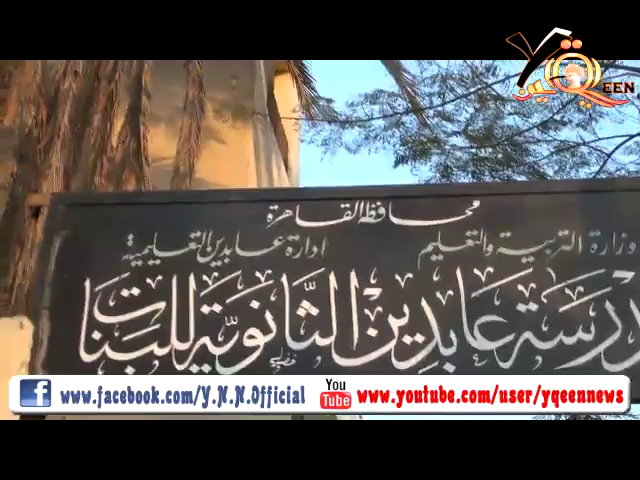 YQEEN
محافظة القاهرة
وزارة التربية والتعليم
ادارة عابدين التعليمية
مدرسة عابدين الثانوية للبنات
www.facebook.com/Y.N.N.Official
You Tube
www.youtube.com/user/yqeennews